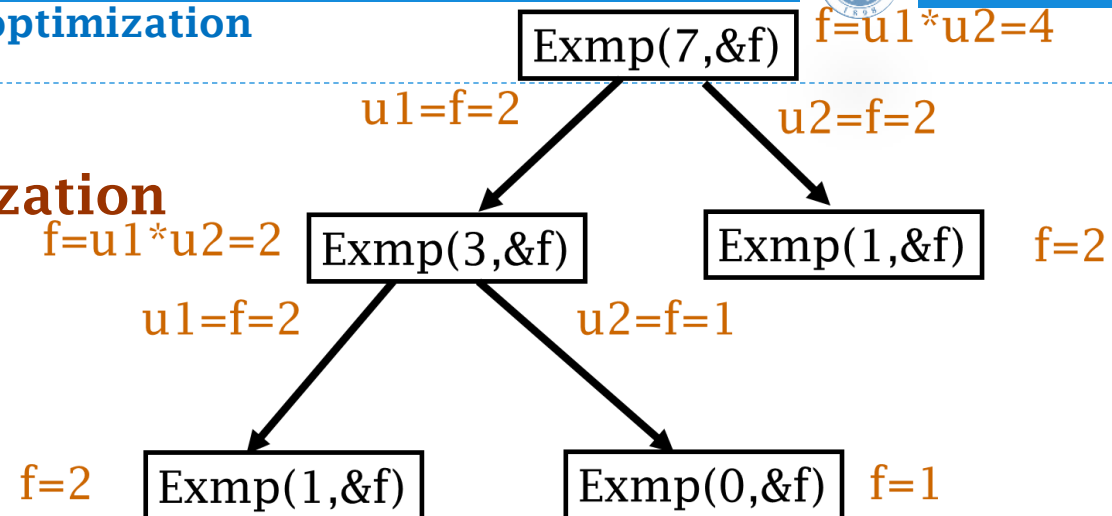 optimization
Exmp(7,&f)
f=u1*u2=4
u1=f=2
u2=f=2
zation
f=u1*u2=2
Exmp(3,&f)
Exmp(1,&f)
f=2
u1=f=2
u2=f=1
f=2
Exmp(1,&f)
Exmp(0,&f)
f=1
1898